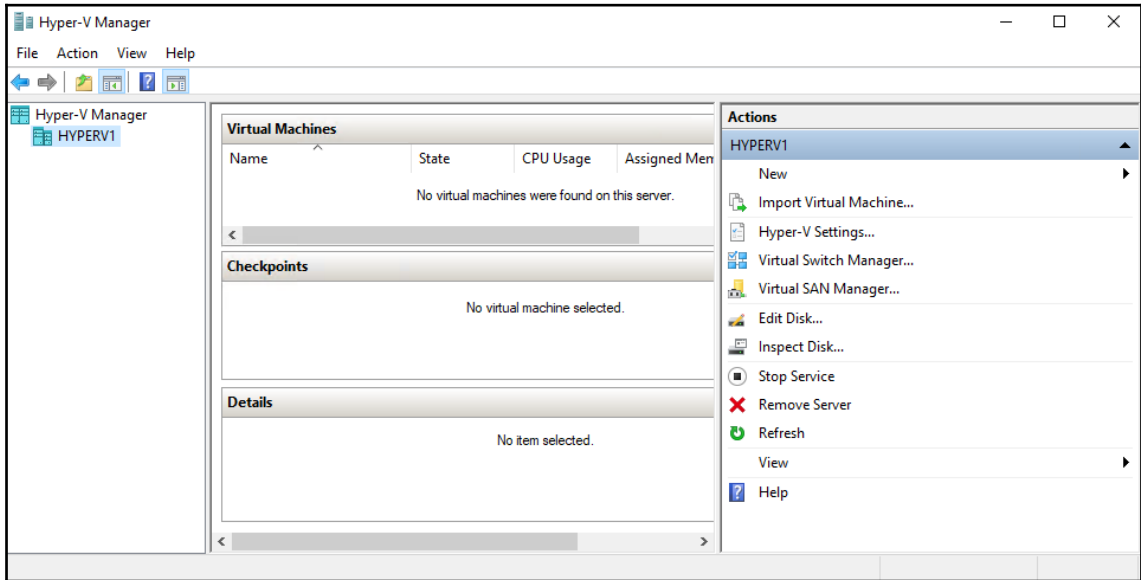 Hyper-V Manager
File Action View Help
Hyper-V Manager
HYPERV1
Virtual Machines
Name State CPU Usage Assigned Mem
No virtual machines were found on this server.
Checkpoints
No virtual machine selected.
Details
No item selected.
Actions
HYPERV1
New
Import Virtual Machine...
Hyper-V Settings...
Virtual Switch Manager...
Virtual SAN Manager...
Edit Disk...
Inspect Disk...
Stop Service
Remove Server
Refresh
View
Help